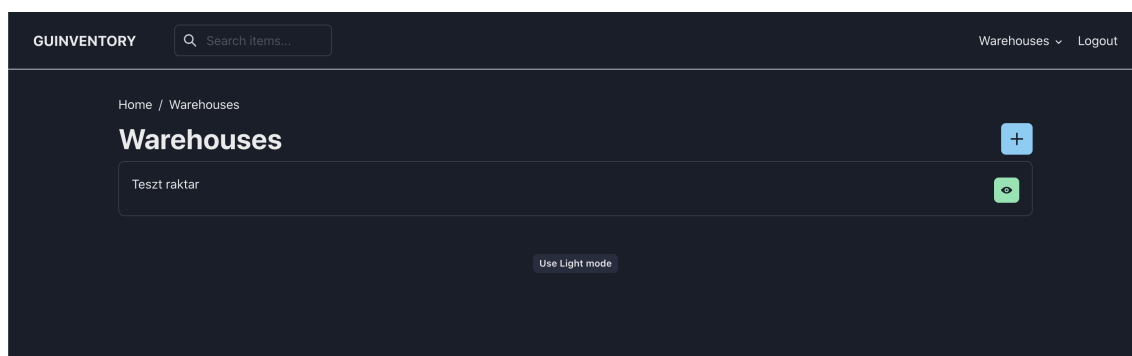 GUINVENTORY Search items... Warehouses Logout
Home / Warehouses
Warehouses +
Teszt raktar
Use Light mode